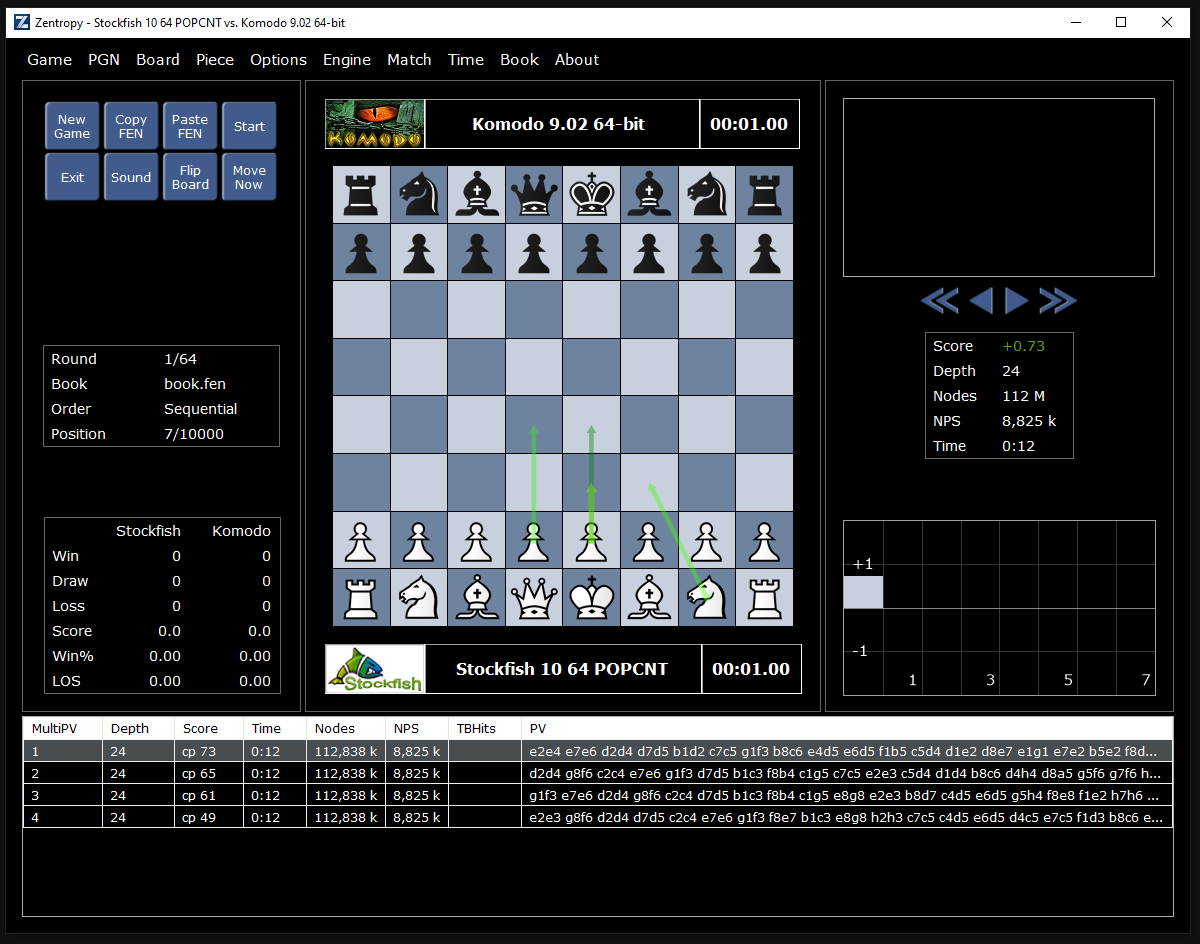 Zentropy - Stockfish 10 64 POPCNT vs. Komodo 9.02 64-bit
Game PGN Board Piece Options Engine Match Time Book About
New Game
Copy FEN
Paste FEN
Start
Exit
Sound
Flip Board
Move Now
Round 1/64
Book book.fen
Order Sequential
Position 7/10000
Stockfish Komodo
Win 0 0
Draw 0 0
Loss 0 0
Score 0.0 0.0
Win% 0.00 0.00
LOS 0.00 0.00
KOMODO
Komodo 9.02 64-bit 00:01.00
Stockfish
Stockfish 10 64 POPCNT 00:01.00
Score +0.73
Depth 24
Nodes 112 M
NPS 8,825 k
Time 0:12
+1
-1
1 3 5 7
MultiPV Depth Score Time Nodes NPS TBHits PV
1 24 cp 73 0:12 112,838 k 8,825 k e2e4 e7e6 d2d4 d7d5 b1d2 c7c5 g1f3 b8c6 e4d5 e6d5 f1b5 c5d4 d1e2 d8e7 e1g1 e7e2 b5e2 f8d...
2 24 cp 65 0:12 112,838 k 8,825 k d2d4 g8f6 c2c4 e7e6 g1f3 d7d5 b1c3 f8b4 c1g5 c7c5 e2e3 c5d4 d1d4 b8c6 d4h4 d8a5 g5f6 g7f6 h...
3 24 cp 61 0:12 112,838 k 8,825 k g1f3 e7e6 d2d4 g8f6 c2c4 d7d5 b1c3 f8b4 c1g5 e8g8 e2e3 b8d7 c4d5 e6d5 g5h4 f8e8 f1e2 h7h6 ...
4 24 cp 49 0:12 112,838 k 8,825 k e2e3 g8f6 d2d4 d7d5 c2c4 e7e6 g1f3 f8e7 b1c3 e8g8 h2h3 c7c5 c4d5 e6d5 d4c5 e7c5 f1d3 b8c6 e...